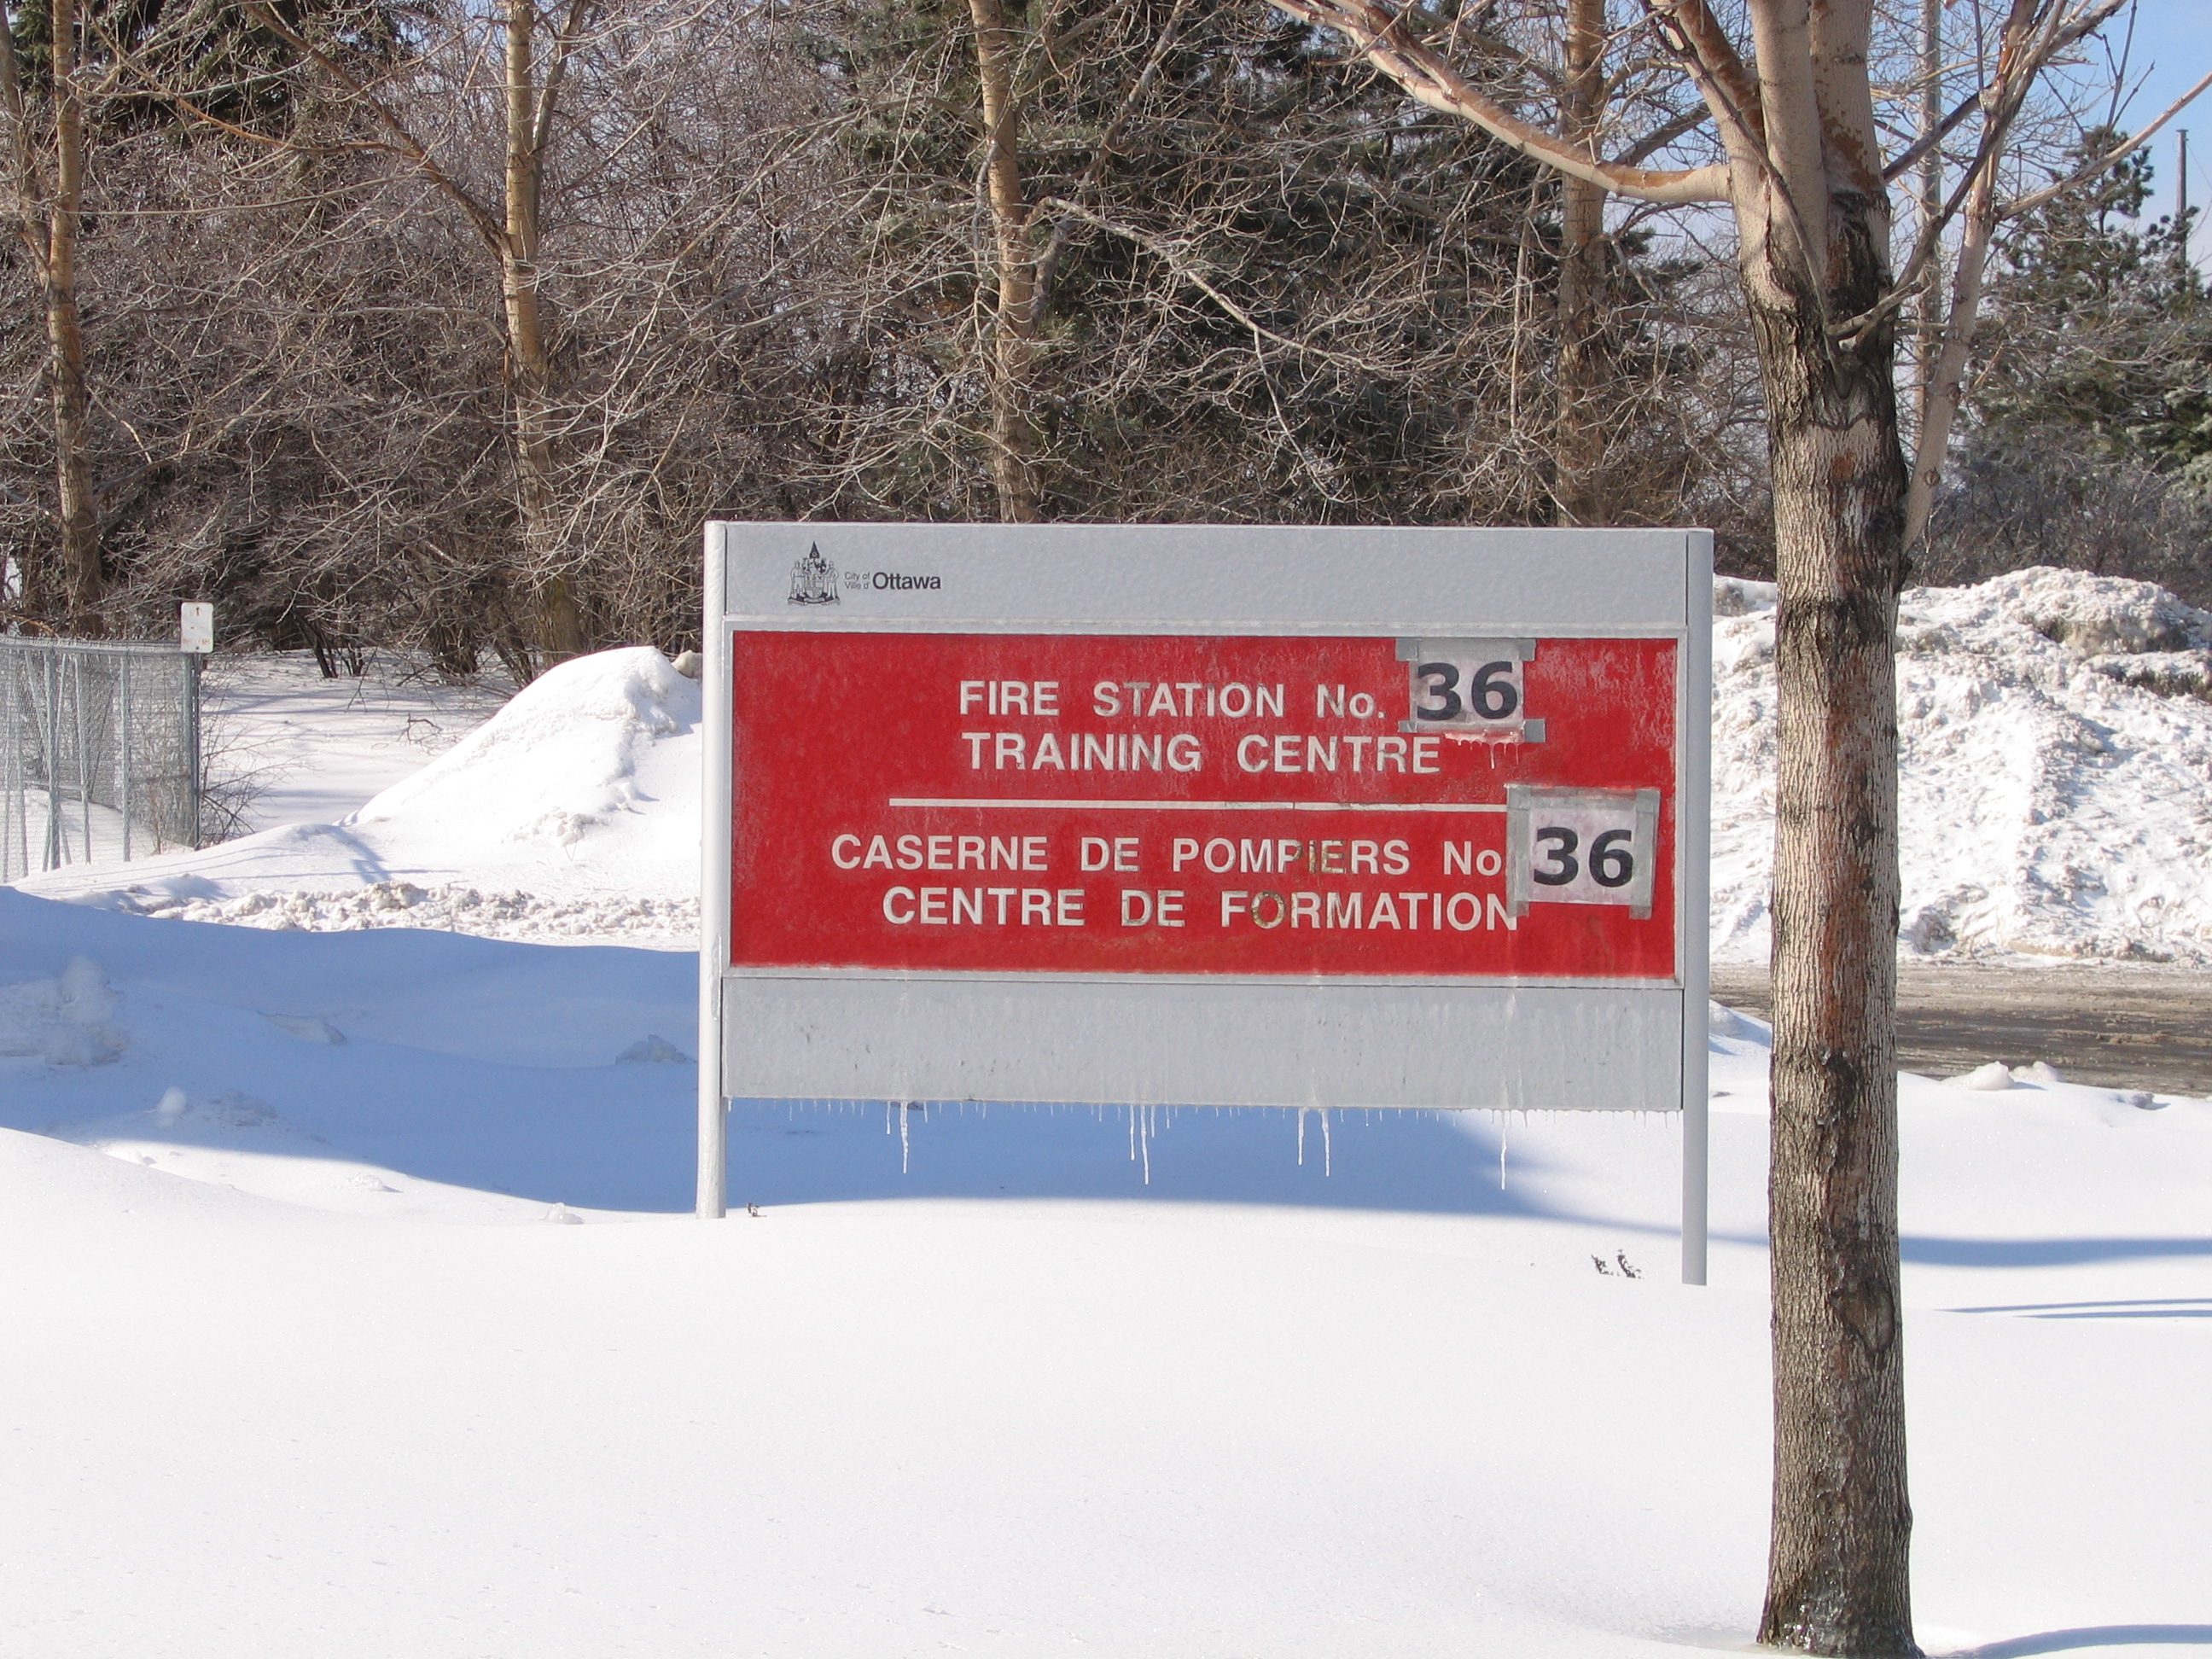 City of
Ville d'
Ottawa
FIRE STATION No. 36
TRAINING CENTRE
CASERNE DE POMPIERS No 36
CENTRE DE FORMATION